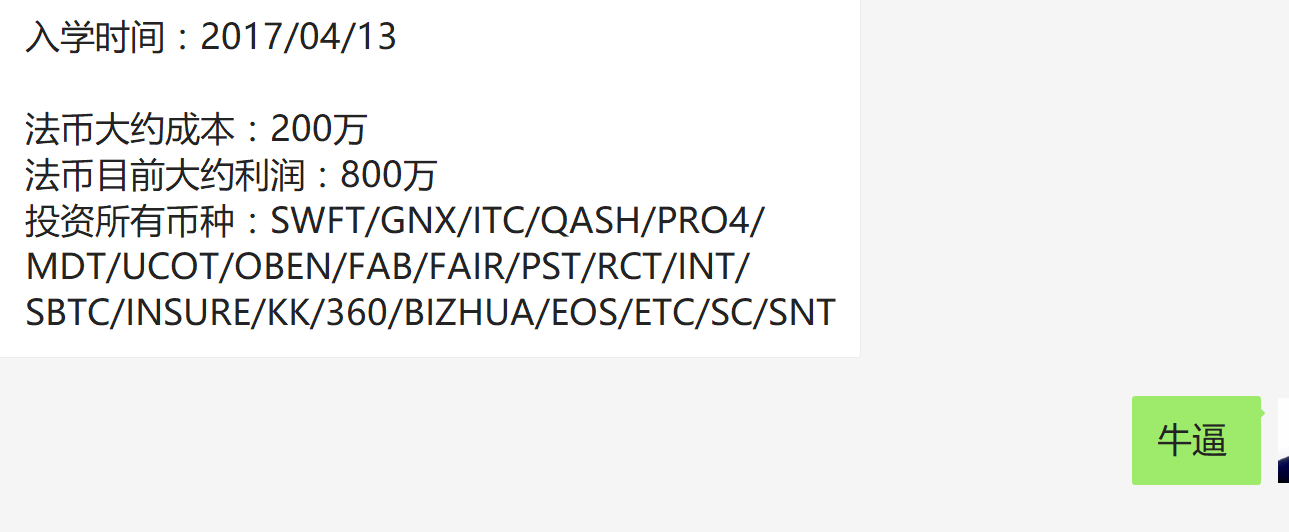 入学时间：2017/04/13
法币大约成本：200万
法币目前大约利润：800万
投资所有币种：SWFT/GNX/ITC/QASH/PRO4/
MDT/UCOT/OBEN/FAB/FAIR/PST/RCT/INT/
SBTC/INSURE/KK/360/BIZHUA/EOS/ETC/SC/SNT
牛逼